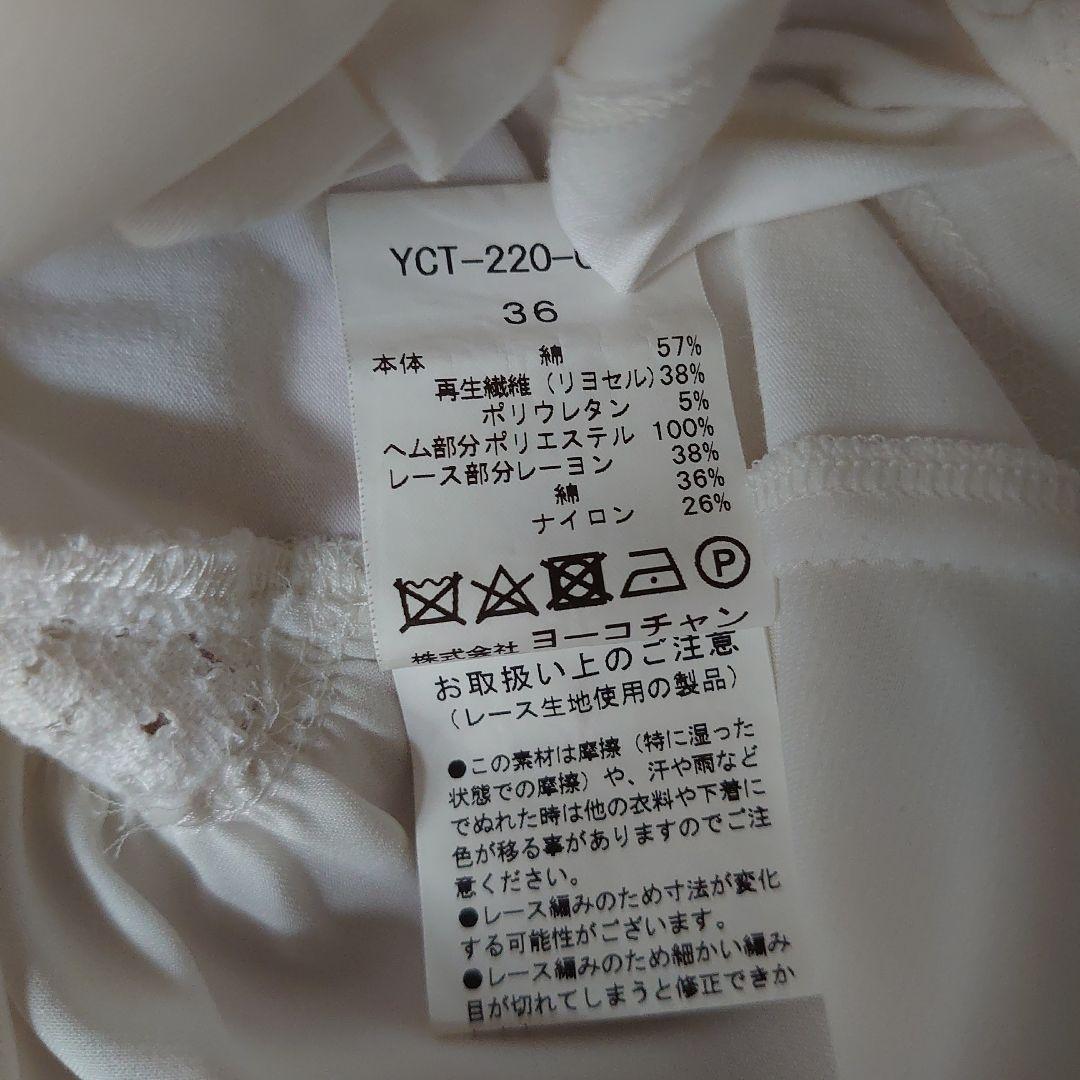 YCT-220-
36
本体 綿 57%
再生繊維(リヨセル)38%
ポリウレタン 5%
ヘム部分ポリエステル 100%
レース部分レーヨン 38%
綿 36%
ナイロン 26%
P
株式会社 ヨーコチャン
お取扱い上のご注意
(レース生地使用の製品)
●この素材は摩擦(特に湿った
状態での摩擦)や、汗や雨など
でぬれた時は他の衣料や下着に
色が移る事がありますのでご注
意ください。
●レース編みのため寸法が変化
する可能性がございます。
●レース編みのため細かい編み
目が切れてしまうと修正できか